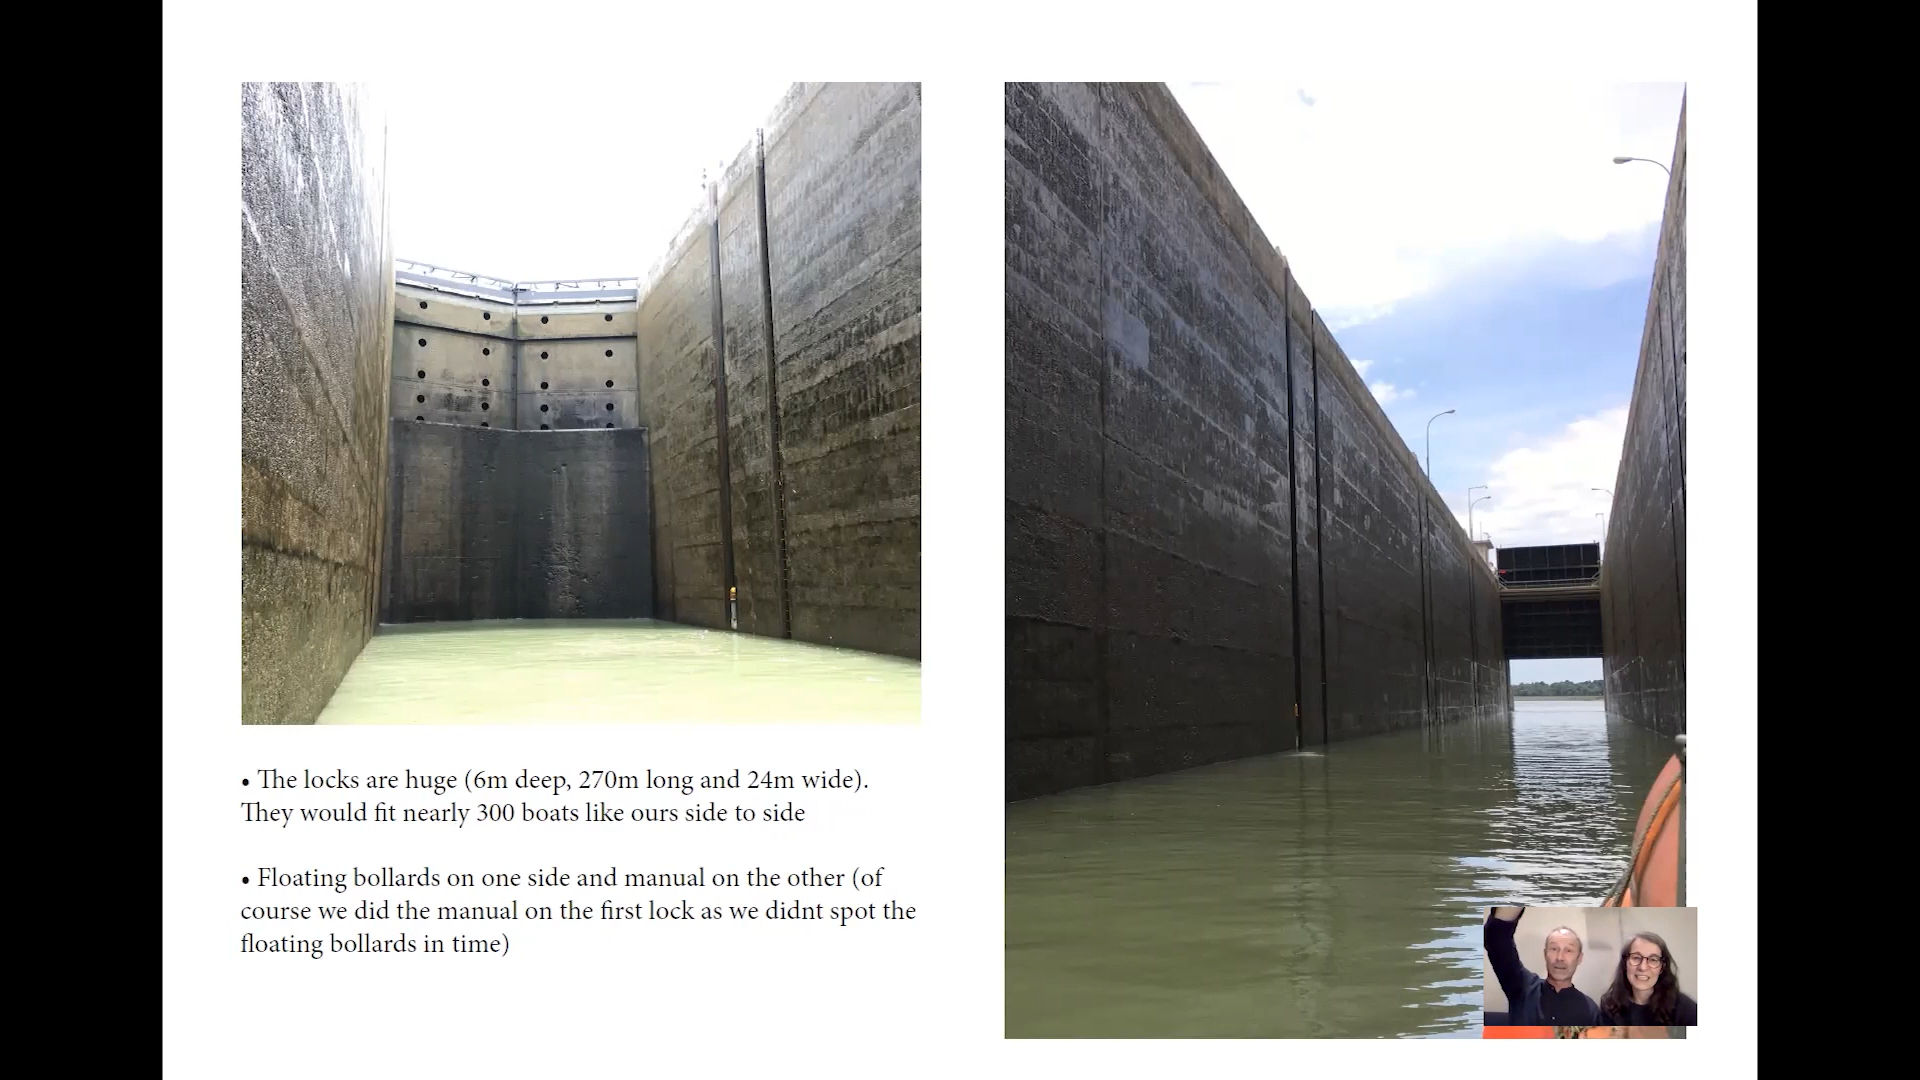 • The locks are huge (6m deep, 270m long and 24m wide).
They would fit nearly 300 boats like ours side to side
• Floating bollards on one side and manual on the other (of
course we did the manual on the first lock as we didnt spot the
floating bollards in time)